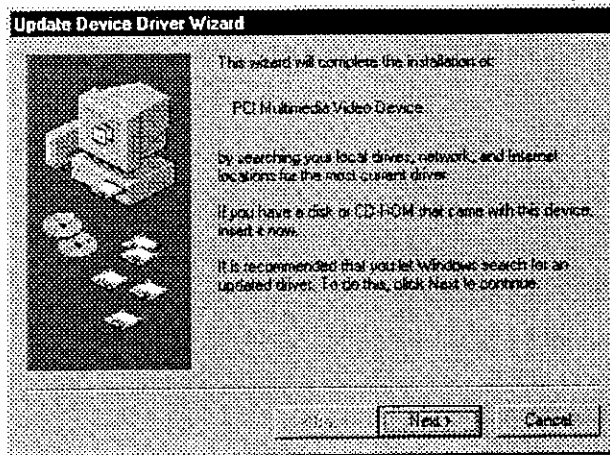 Update Device Driver Wizard
This wizard will complete the installation of:
PCI Multimedia Video Device
by searching your local drives, network, and Internet
locations for the most current driver.
If you have a disk or CD-ROM that came with this device,
insert it now.
It is recommended that you let Windows search for an
updated driver. To do this, click Next to continue.
Next >
Cancel